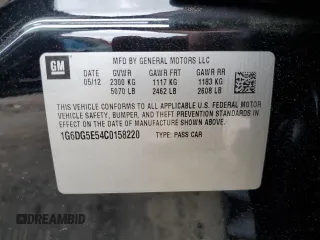 GM
MFD BY GENERAL MOTORS LLC
DATE GVWR GAWR FRT GAWR RR
05/12 2300 KG 1117 KG 1183 KG
5070 LB 2462 LB 2608 LB
THIS VEHICLE CONFORMS TO ALL APPLICABLE U.S. FEDERAL MOTOR
VEHICLE SAFETY, BUMPER, AND THEFT PREVENTION STANDARDS IN
EFFECT ON THE DATE OF MANUFACTURE SHOWN ABOVE.
1G6DG5E54C0158220 TYPE: PASS CAR
DREAMBID